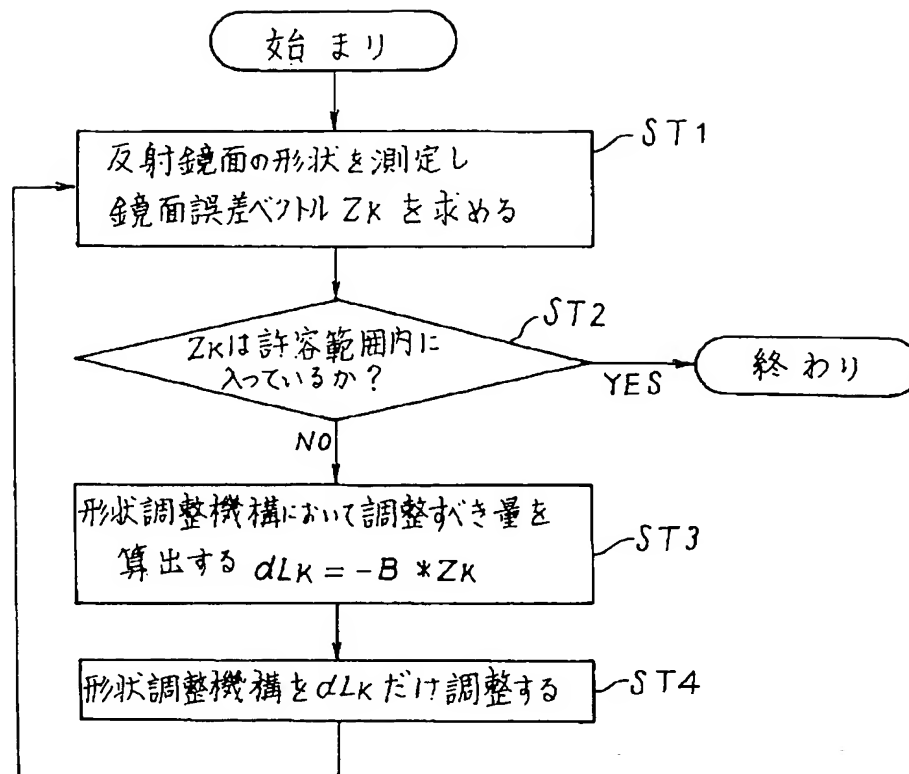 始まり
ST1
反射鏡面の形状を測定し
鏡面誤差ベクトル ZK を求める
ST2
ZKは許容範囲内に
入っているか?
YES
終わり
NO
形状調整機構において調整すべき量を
算出する dLK = -B * ZK
ST3
形状調整機構をdLKだけ調整する
ST4